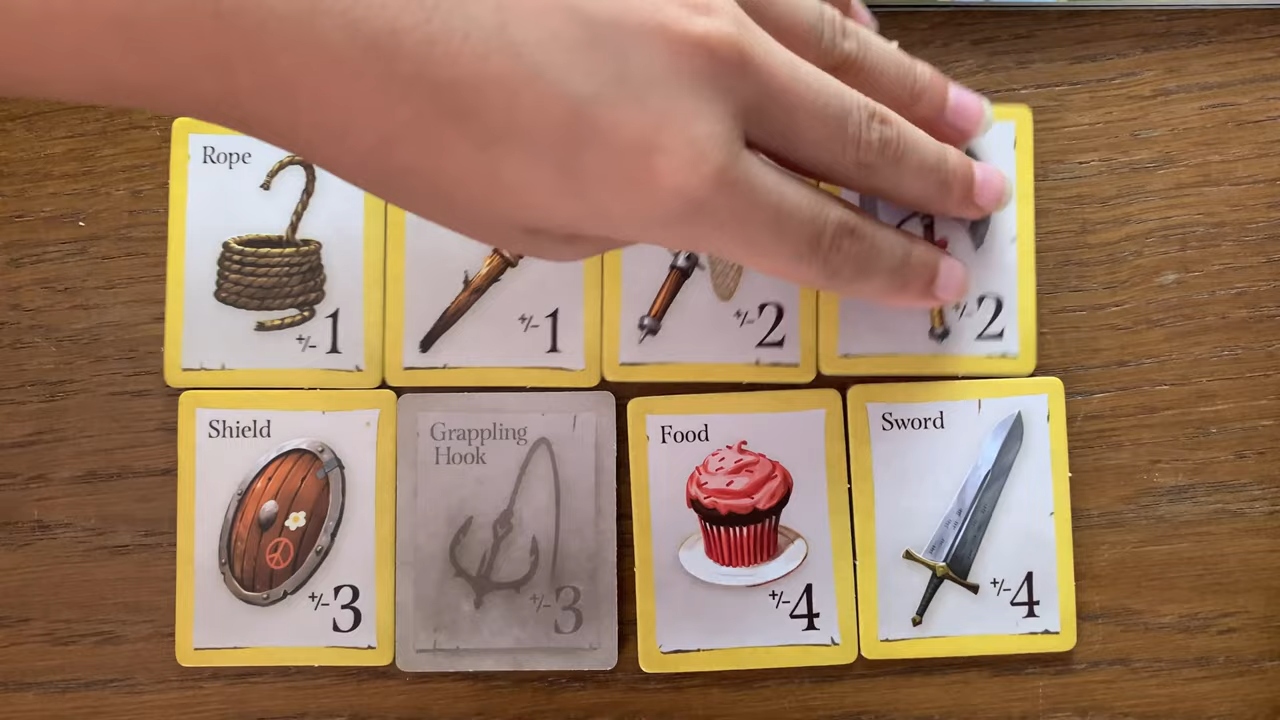 Rope
+/-1
+/-1
+/-2
+/-2
Shield
+/-3
Grappling
Hook
+/-3
Food
+/-4
Sword
+/-4